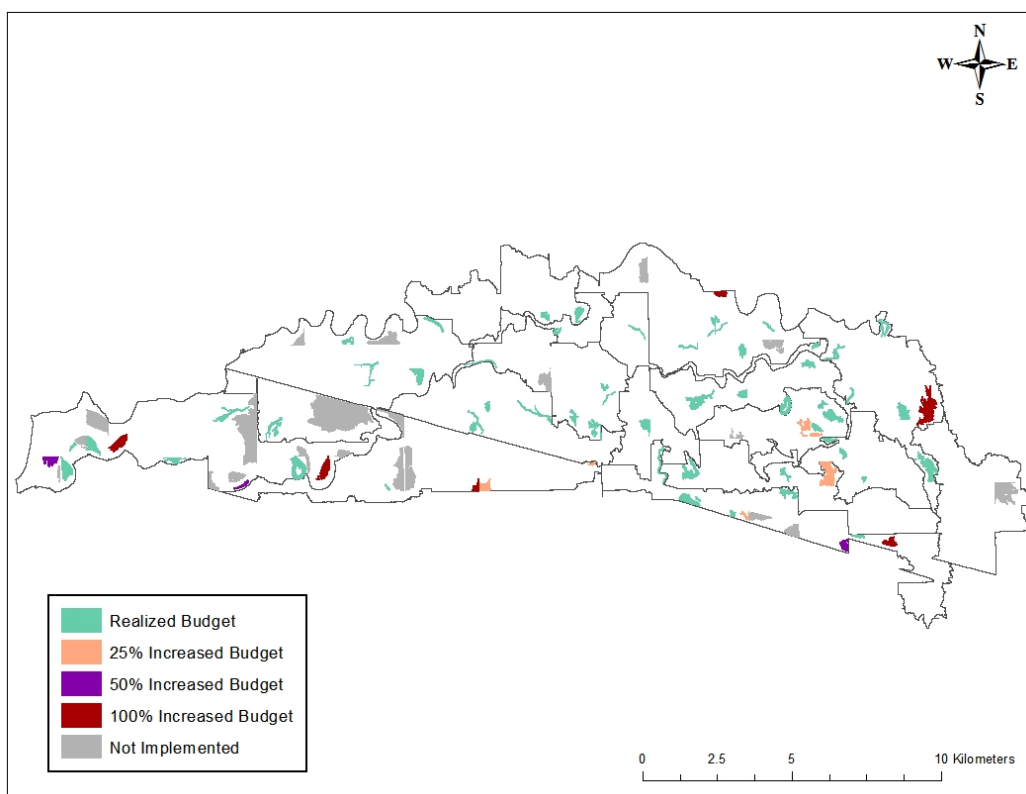 N
W E
S
Realized Budget
25% Increased Budget
50% Increased Budget
100% Increased Budget
Not Implemented
0 2.5 5 10 Kilometers